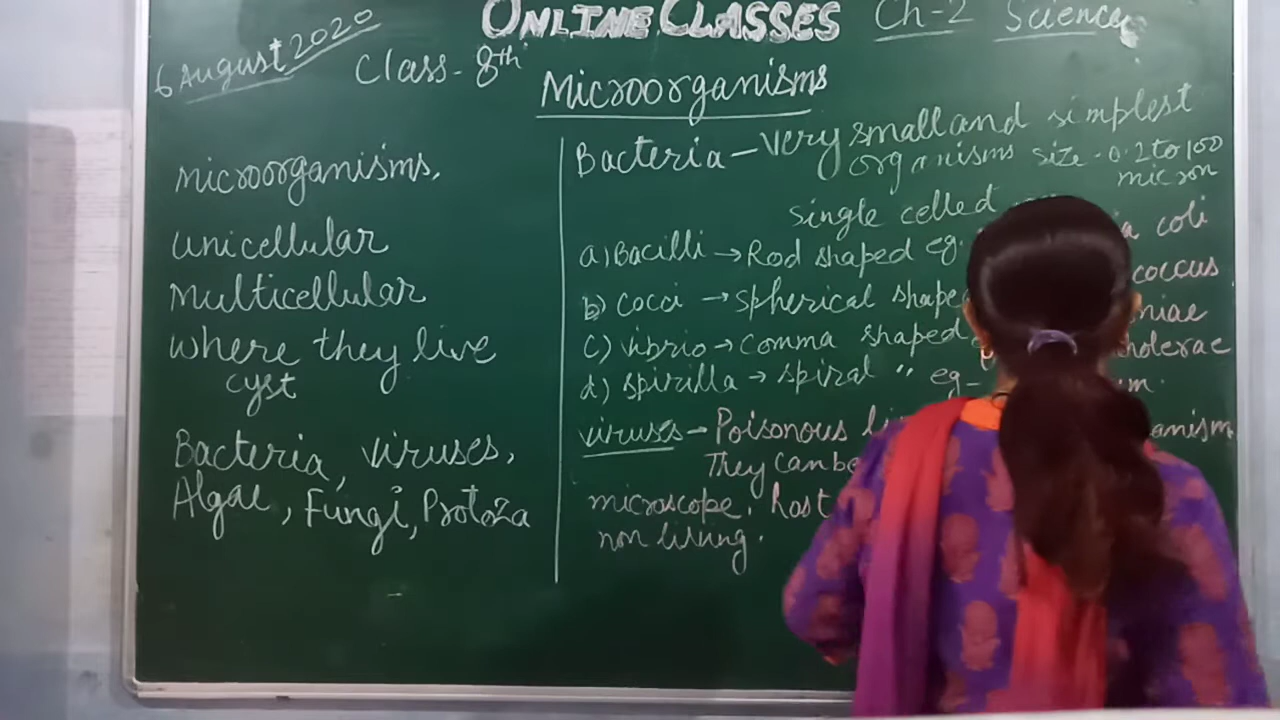 ONLINE CLASSES Ch-2 Science
6 August 2020
Class-8th
Microorganisms
Microorganisms,
Unicellular
Multicellular
where they live
cyst
Bacteria, viruses,
Algae, Fungi, Protoza
Bacteria - Very small and simplest
organisms size - 0.2 to 100
micron
Single celled
a) Bacilli → Rod shaped eg. coli
b) Cocci → Spherical shape coccus
c) Vibrio → Comma shaped
d) Spirilla → Spiral " eg-
Viruses - Poisonous
They can be
microscope, host
non living.